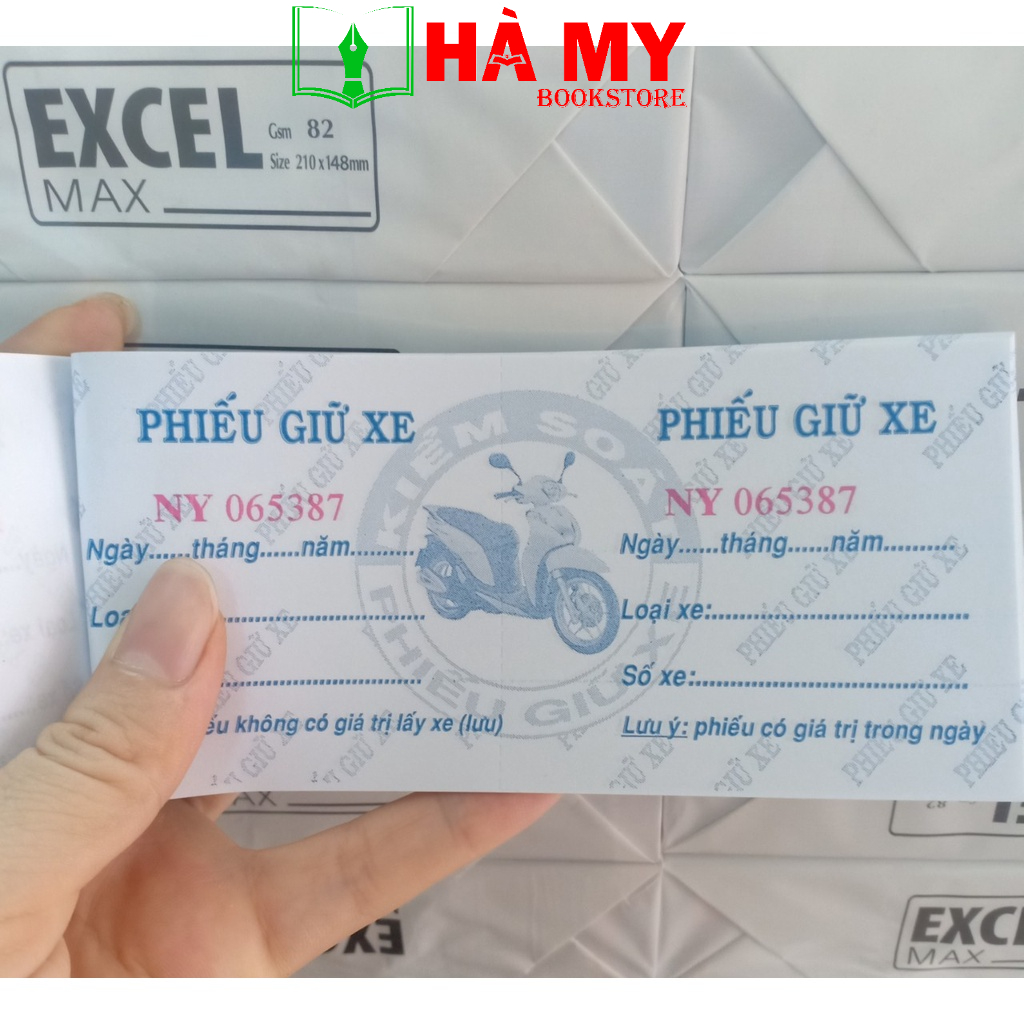 HÀ MY
BOOKSTORE
EXCEL
MAX
Gsm 82
Size 210x148mm
PHIẾU GIỮ XE
NY 065387
Ngày......tháng......năm..........
không có giá trị lấy xe (lưu)
PHIẾU GIỮ XE
NY 065387
Ngày......tháng......năm..........
Loại xe:
Số xe:
Lưu ý: phiếu có giá trị trong ngày
KIỂM SOÁT
PHIẾU GIỮ XE
MAX
MAX